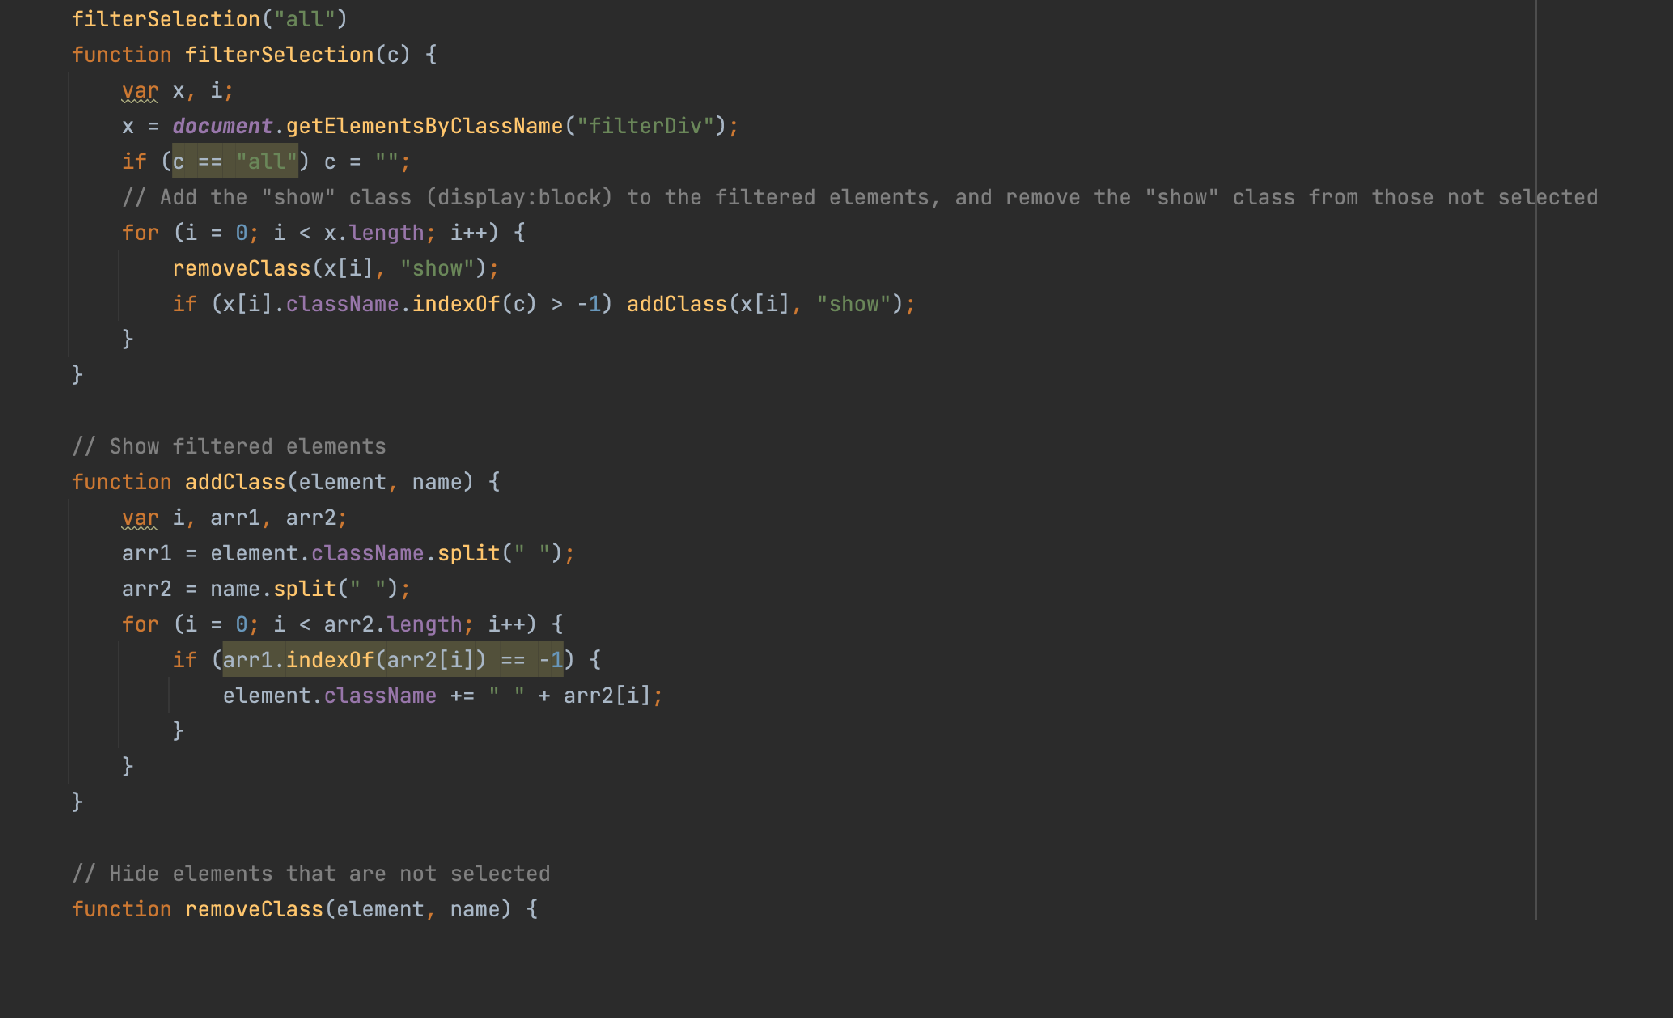 filterSelection("all")
function filterSelection(c) {
    var x, i;
    x = document.getElementsByClassName("filterDiv");
    if (c == "all") c = "";
    // Add the "show" class (display:block) to the filtered elements, and remove the "show" class from those not selected
    for (i = 0; i < x.length; i++) {
        removeClass(x[i], "show");
        if (x[i].className.indexOf(c) > -1) addClass(x[i], "show");
    }
}

// Show filtered elements
function addClass(element, name) {
    var i, arr1, arr2;
    arr1 = element.className.split(" ");
    arr2 = name.split(" ");
    for (i = 0; i < arr2.length; i++) {
        if (arr1.indexOf(arr2[i]) == -1) {
            element.className += " " + arr2[i];
        }
    }
}

// Hide elements that are not selected
function removeClass(element, name) {